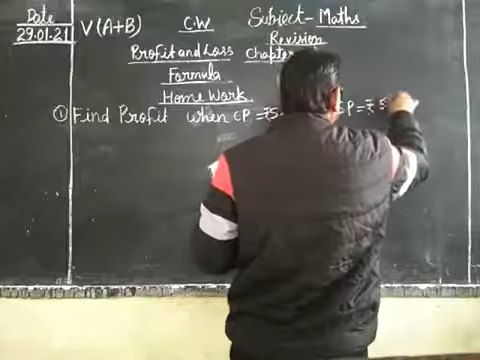 Date V(A+B) C.W Subject- Maths
29.01.21 Revision
Profit and Loss Chapter
Formula
Home Work
① Find Profit when CP = ₹5 SP = ₹ 5